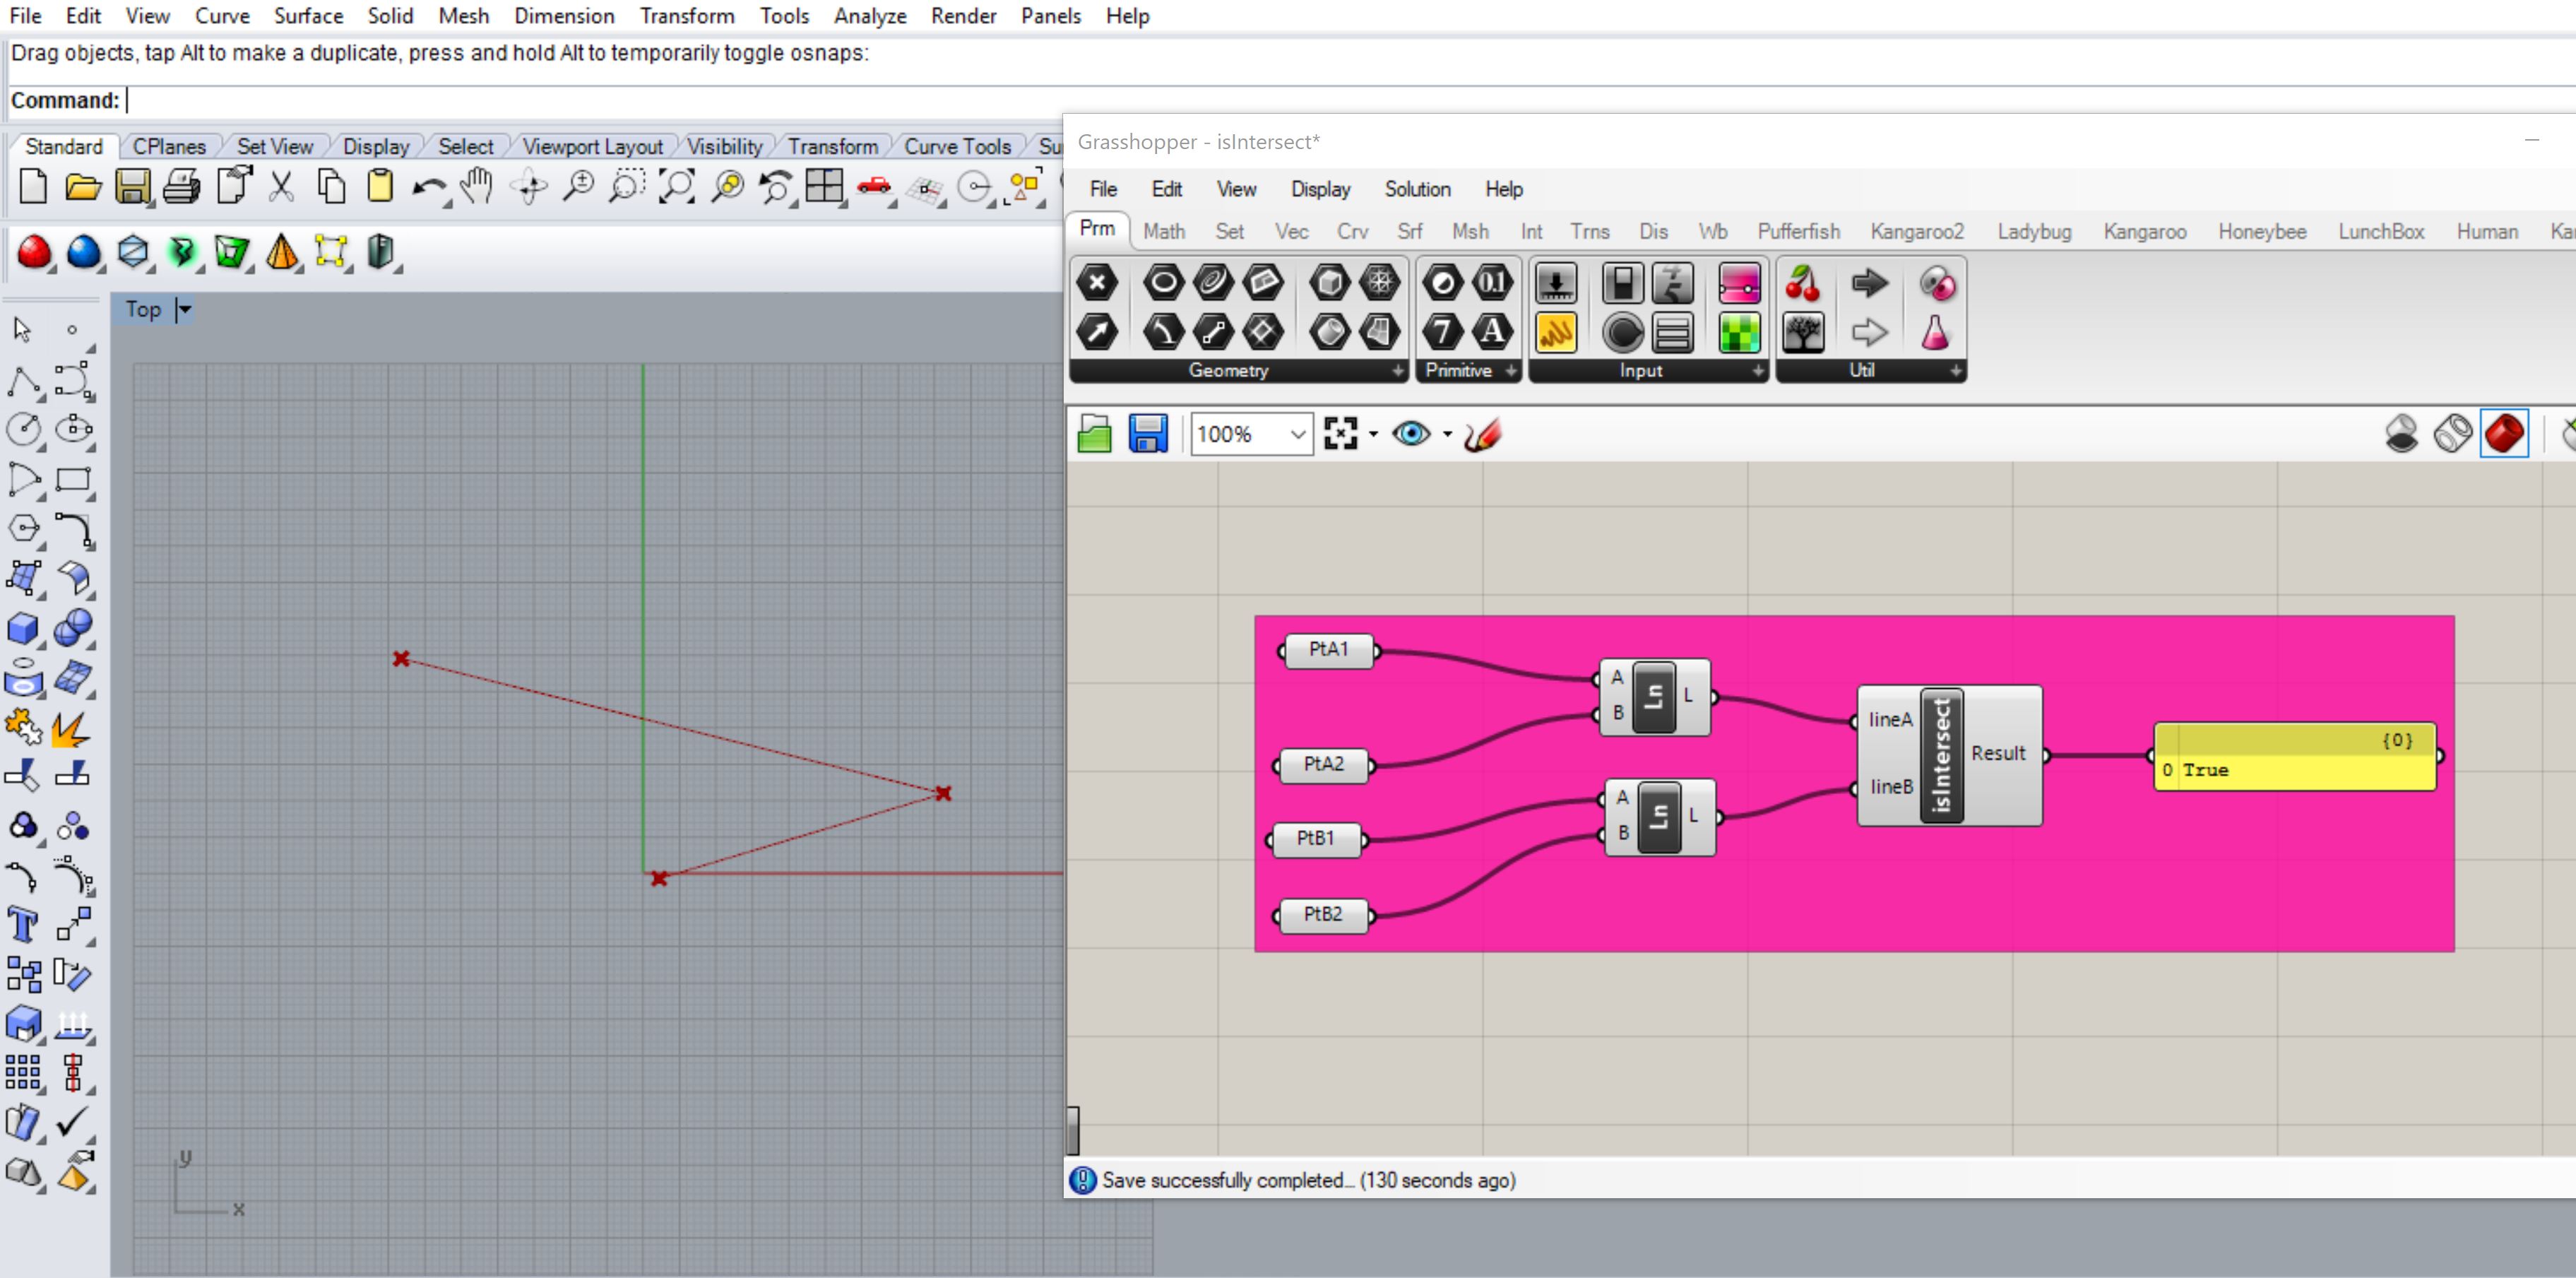 File Edit View Curve Surface Solid Mesh Dimension Transform Tools Analyze Render Panels Help
Drag objects, tap Alt to make a duplicate, press and hold Alt to temporarily toggle osnaps:
Command:
Standard CPlanes Set View Display Select Viewport Layout Visibility Transform Curve Tools Su
Top
y
x
Grasshopper - isIntersect*
File Edit View Display Solution Help
Prm Math Set Vec Crv Srf Msh Int Trns Dis Wb Pufferfish Kangaroo2 Ladybug Kangaroo Honeybee LunchBox Human Ka
0.1
7 A
Geometry Primitive Input Util
100%
PtA1
PtA2
PtB1
PtB2
A
B
Ln
L
A
B
Ln
L
lineA
lineB
isIntersect
Result
{0}
0 True
Save successfully completed... (130 seconds ago)